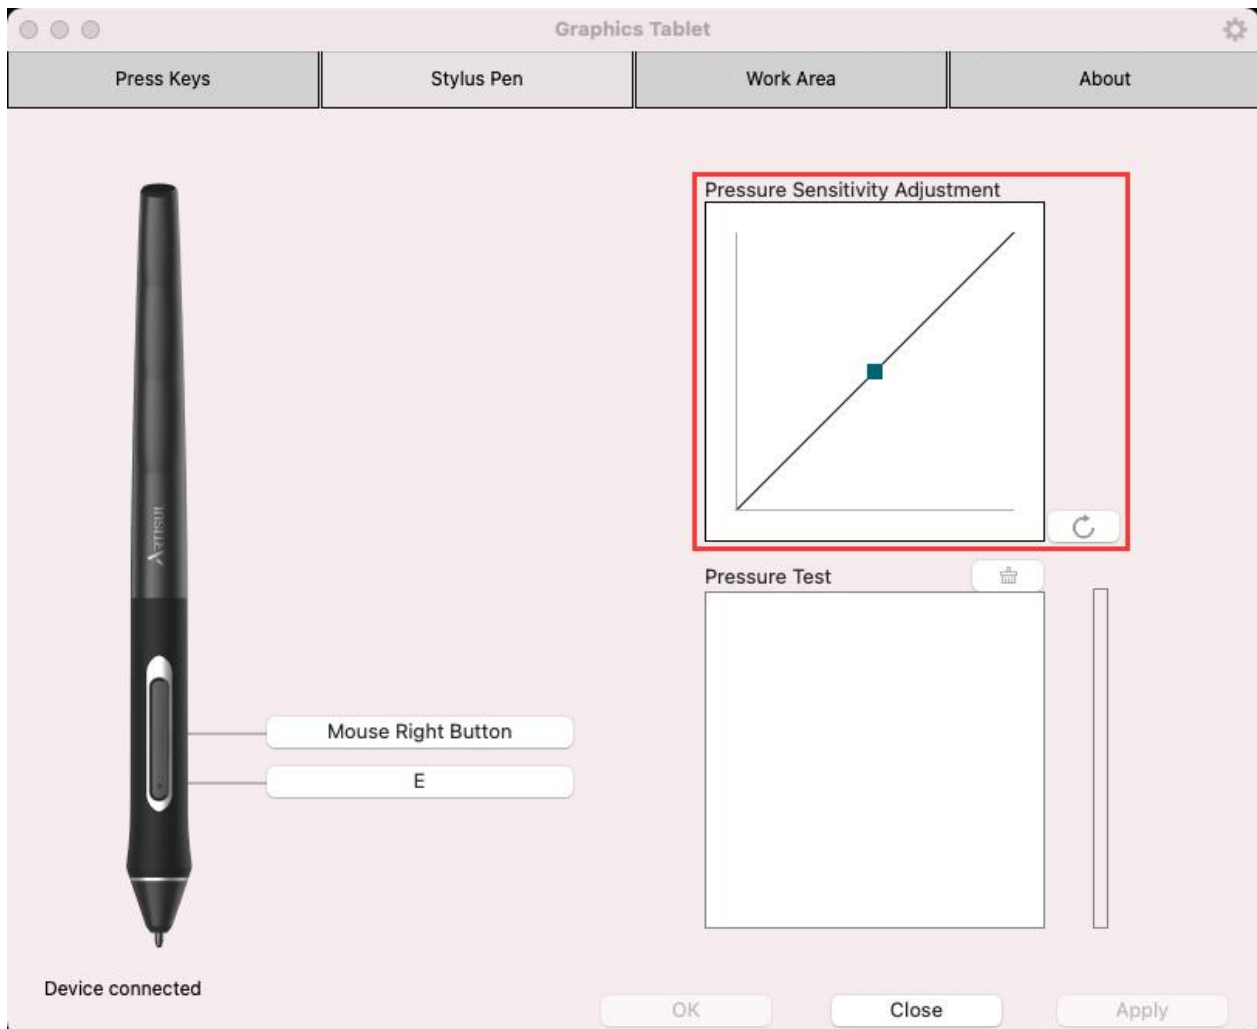 Graphics Tablet
Press Keys
Stylus Pen
Work Area
About
Pressure Sensitivity Adjustment
ARTISUL
Pressure Test
Mouse Right Button
E
Device connected
OK
Close
Apply